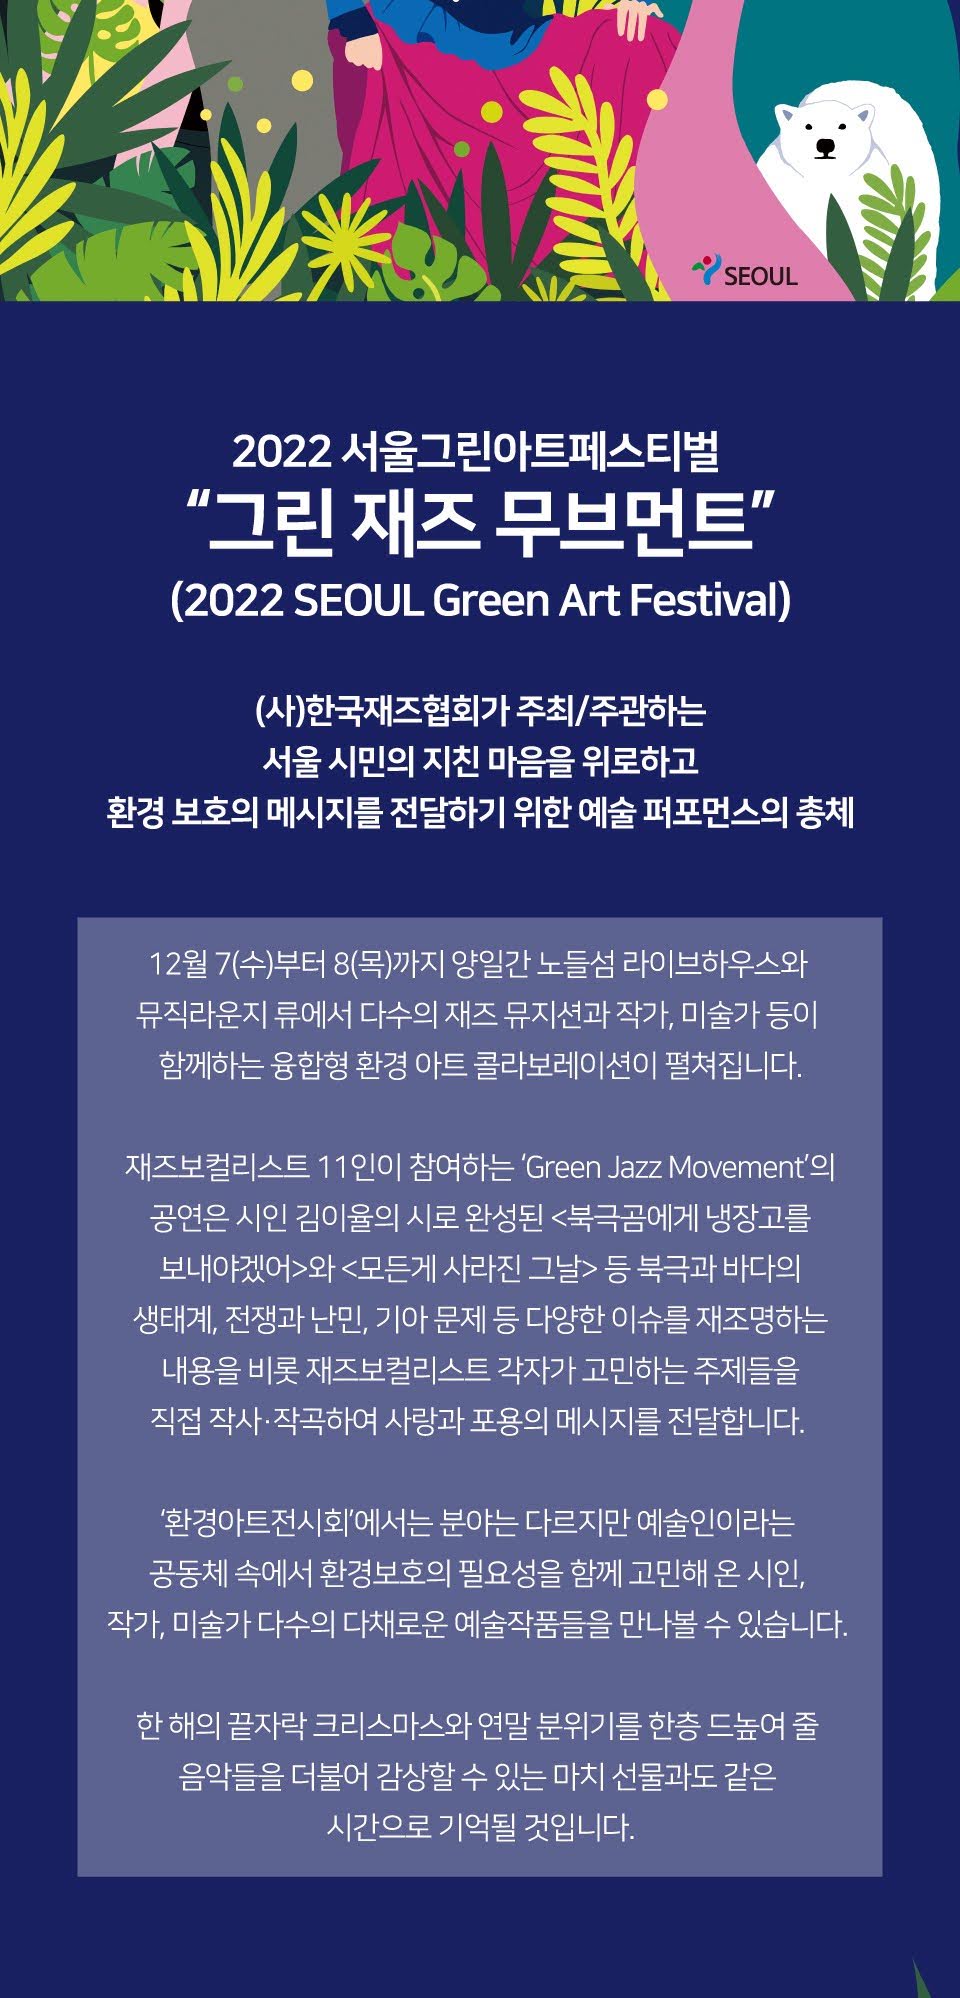 SEOUL
2022 서울그린아트페스티벌
“그린 재즈 무브먼트”
(2022 SEOUL Green Art Festival)
(사)한국재즈협회가 주최/주관하는
서울 시민의 지친 마음을 위로하고
환경 보호의 메시지를 전달하기 위한 예술 퍼포먼스의 총체
12월 7(수)부터 8(목)까지 양일간 노들섬 라이브하우스와
뮤직라운지 류에서 다수의 재즈 뮤지션과 작가, 미술가 등이
함께하는 융합형 환경 아트 콜라보레이션이 펼쳐집니다.
재즈보컬리스트 11인이 참여하는 ‘Green Jazz Movement’의
공연은 시인 김이율의 시로 완성된 <북극곰에게 냉장고를
보내야겠어>와 <모든게 사라진 그날> 등 북극과 바다의
생태계, 전쟁과 난민, 기아 문제 등 다양한 이슈를 재조명하는
내용을 비롯 재즈보컬리스트 각자가 고민하는 주제들을
직접 작사·작곡하여 사랑과 포용의 메시지를 전달합니다.
‘환경아트전시회’에서는 분야는 다르지만 예술인이라는
공동체 속에서 환경보호의 필요성을 함께 고민해 온 시인,
작가, 미술가 다수의 다채로운 예술작품들을 만나볼 수 있습니다.
한 해의 끝자락 크리스마스와 연말 분위기를 한층 드높여 줄
음악들을 더불어 감상할 수 있는 마치 선물과도 같은
시간으로 기억될 것입니다.